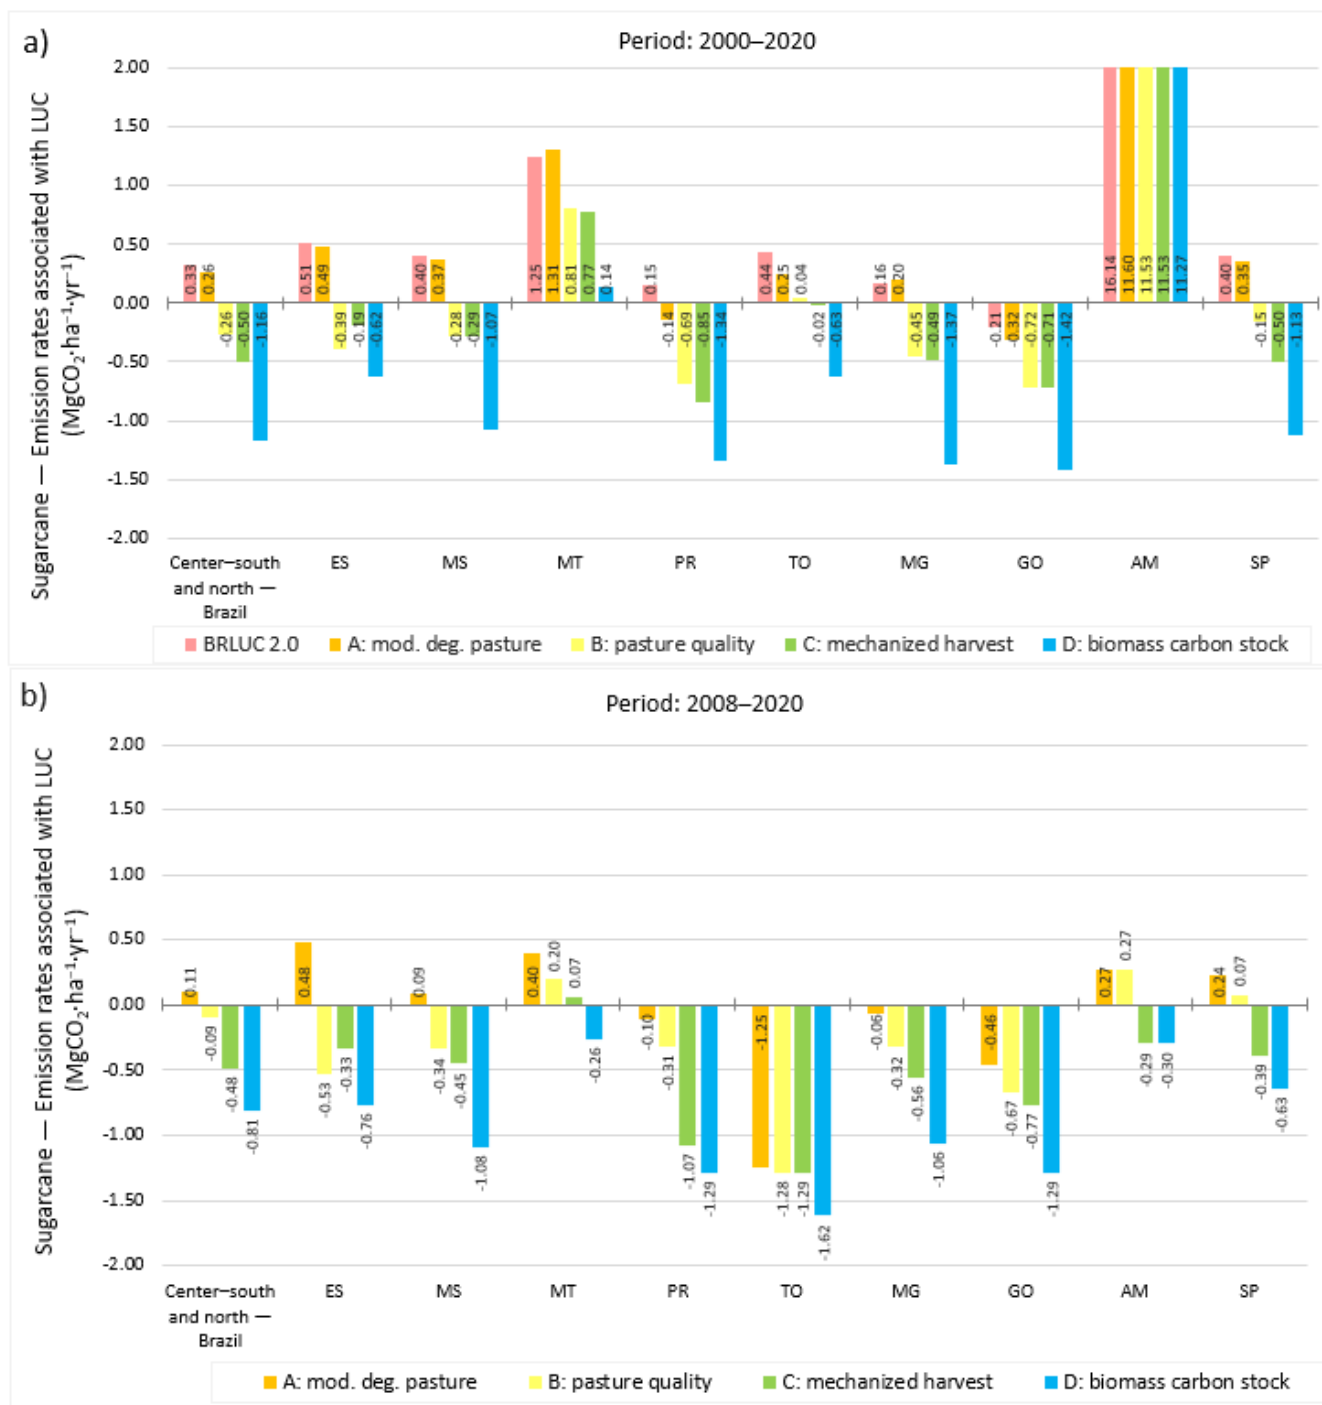 a)
Period: 2000–2020
Sugarcane — Emission rates associated with LUC
(MgCO₂·ha⁻¹·yr⁻¹)
2.00
1.50
1.00
0.50
0.00
-0.50
-1.00
-1.50
-2.00
0.33 0.26 -0.26 -0.50 -1.16
0.51 0.49 -0.39 -0.19 -0.62
0.40 0.37 -0.28 -0.29 -1.07
1.25 1.31 0.81 0.77 0.14
0.15 -0.14 -0.69 -0.85 -1.34
0.44 0.25 0.04 -0.02 -0.63
0.16 0.20 -0.45 -0.49 -1.37
-0.21 -0.32 -0.72 -0.71 -1.42
16.14 11.60 11.53 11.53 11.27
0.40 0.35 -0.15 -0.50 -1.13
Center–south ES MS MT PR TO MG GO AM SP
and north —
Brazil
BRLUC 2.0 A: mod. deg. pasture B: pasture quality C: mechanized harvest D: biomass carbon stock
b)
Period: 2008–2020
Sugarcane — Emission rates associated with LUC
(MgCO₂·ha⁻¹·yr⁻¹)
2.00
1.50
1.00
0.50
0.00
-0.50
-1.00
-1.50
-2.00
0.11 -0.09 -0.48 -0.81
0.48 -0.53 -0.33 -0.76
0.09 -0.34 -0.45 -1.08
0.40 0.20 0.07 -0.26
-0.10 -0.31 -1.07 -1.29
-1.25 -1.28 -1.29 -1.62
-0.06 -0.32 -0.56 -1.06
-0.46 -0.67 -0.77 -1.29
0.27 0.27 -0.29 -0.30
0.24 0.07 -0.39 -0.63
Center–south ES MS MT PR TO MG GO AM SP
and north —
Brazil
A: mod. deg. pasture B: pasture quality C: mechanized harvest D: biomass carbon stock